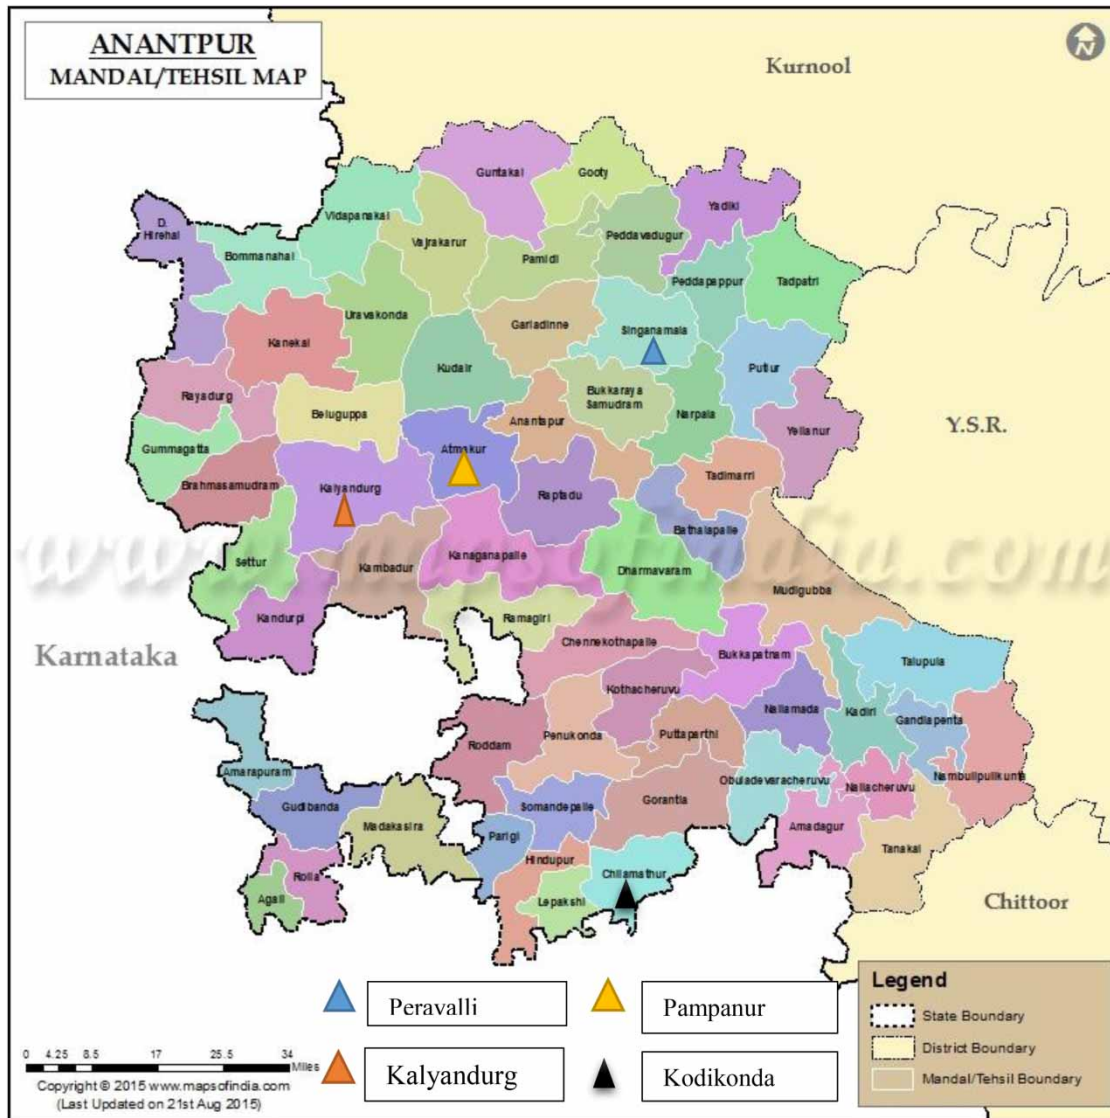 ANANTPUR
MANDAL/TEHSIL MAP
Kurnool
N
Guntakal
Gooty
Yadiki
D.
Hirehal
Vidapanakal
Vajrakarur
Peddavadugur
Bommanahal
Pamidi
Peddapappur
Tadpatri
Uravakonda
Garladinne
Singanamala
Kanekal
Kudair
Putlur
Rayadurg
Beluguppa
Bukkaraya
Samudram
Anantapur
Narpala
Yellanur
Y.S.R.
Gummagatta
Atmakur
Brahmasamudram
Kalyandurg
Raptadu
Tadimarri
Bathalapalle
www.mapsofindia.com
Settur
Kambadur
Kanaganapalle
Dharmavaram
Mudigubba
Kandurpi
Ramagiri
Chennekothapalle
Karnataka
Bukkapatnam
Talupula
Kothacheruvu
Nallamada
Kadiri
Gandlapenta
Roddam
Penukonda
Puttaparthi
Amarapuram
Obuladevaracheruvu
Nallacheruvu
Nambulipulikunta
Gudibanda
Somandepalle
Gorantla
Madakasira
Parigi
Amadagur
Tanakal
Hindupur
Rolla
Chilamathur
Agali
Lepakshi
Chittoor
Peravalli
Pampanur
Kalyandurg
Kodikonda
Legend
State Boundary
District Boundary
Mandal/Tehsil Boundary
0 4.25 8.5 17 25.5 34
Miles
Copyright © 2015 www.mapsofindia.com
(Last Updated on 21st Aug 2015)